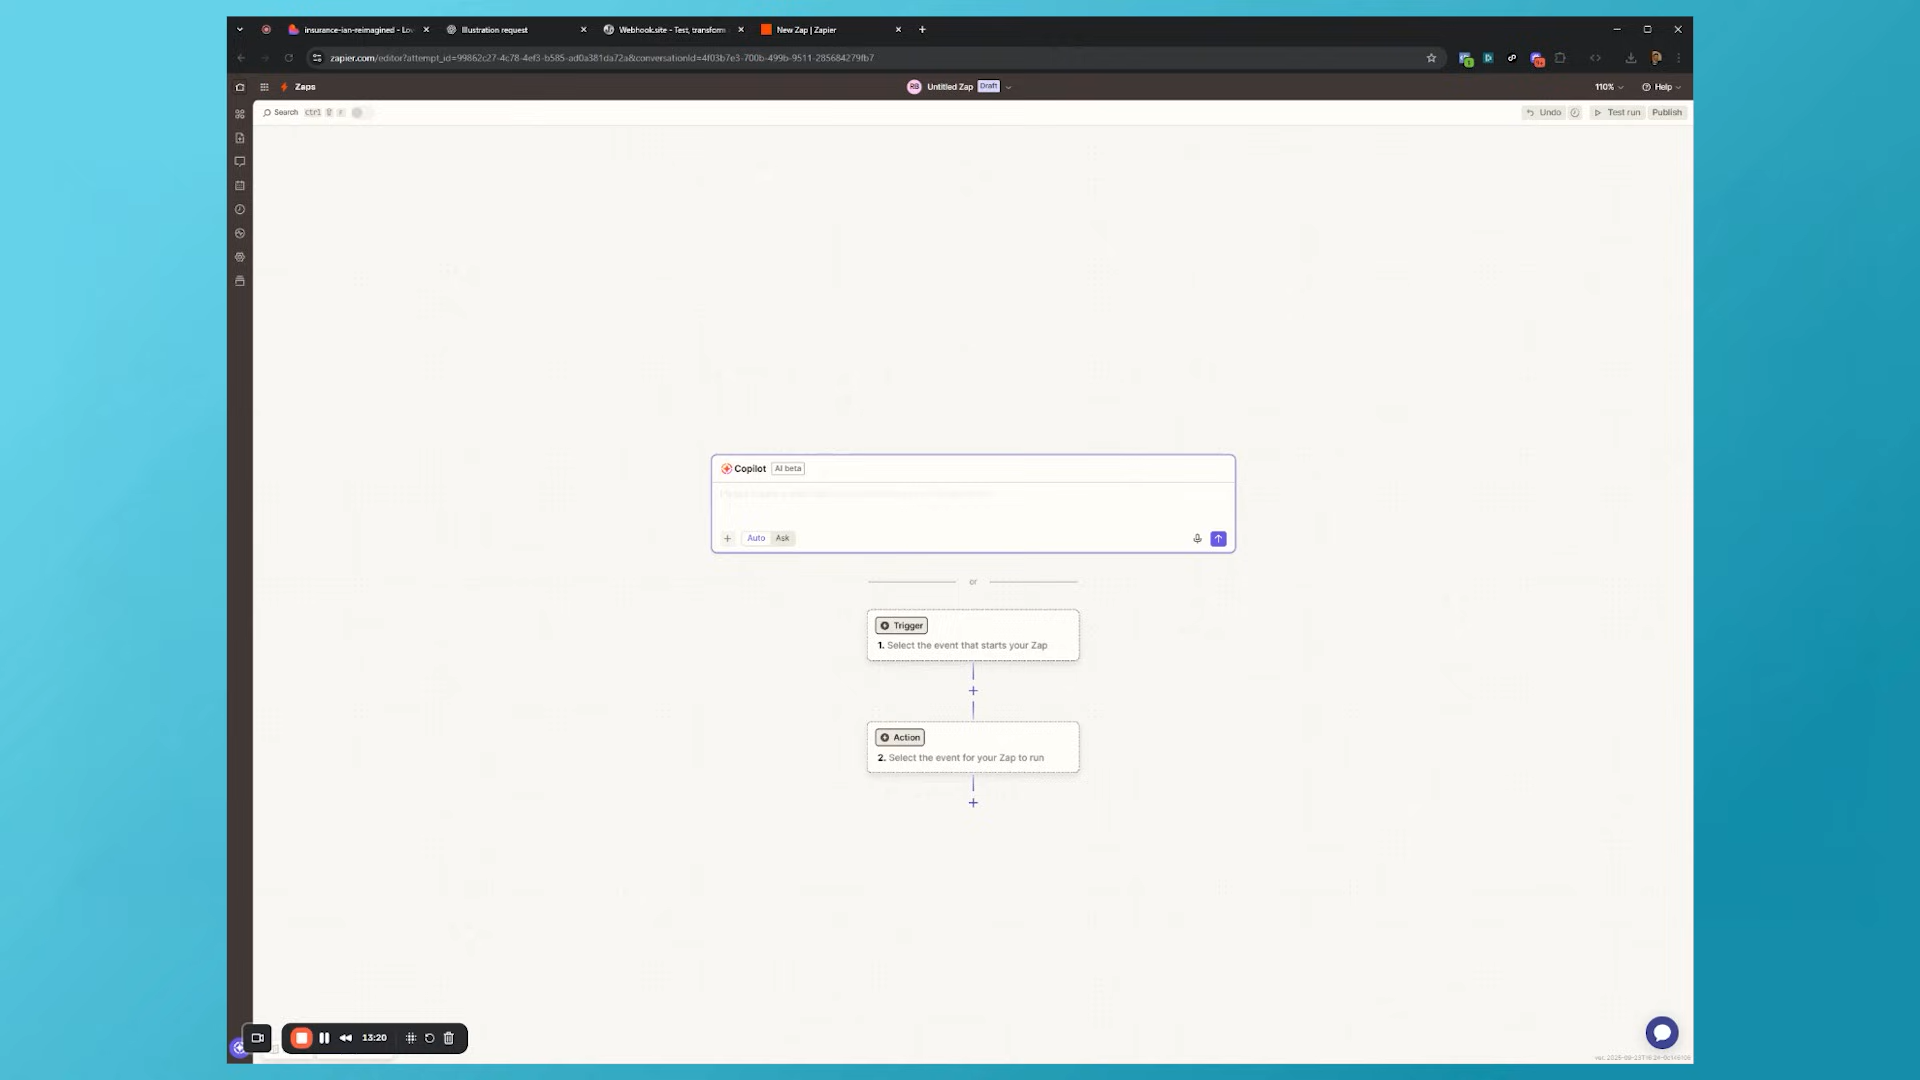 insurance-ian-reimagined - Lov
Illustration request
Webhook.site - Test, transform
New Zap | Zapier
zapier.com/editor?attempt_id=99862c27-4c78-4ef3-b585-ad0a381da72a&conversationId=4f03b7e3-700b-499b-9511-285684279fb7
Zaps
RB
Untitled Zap
Draft
110%
Help
Search
ctrl
Undo
Test run
Publish
Copilot
AI beta
Auto
Ask
or
Trigger
1. Select the event that starts your Zap
Action
2. Select the event for your Zap to run
13:20